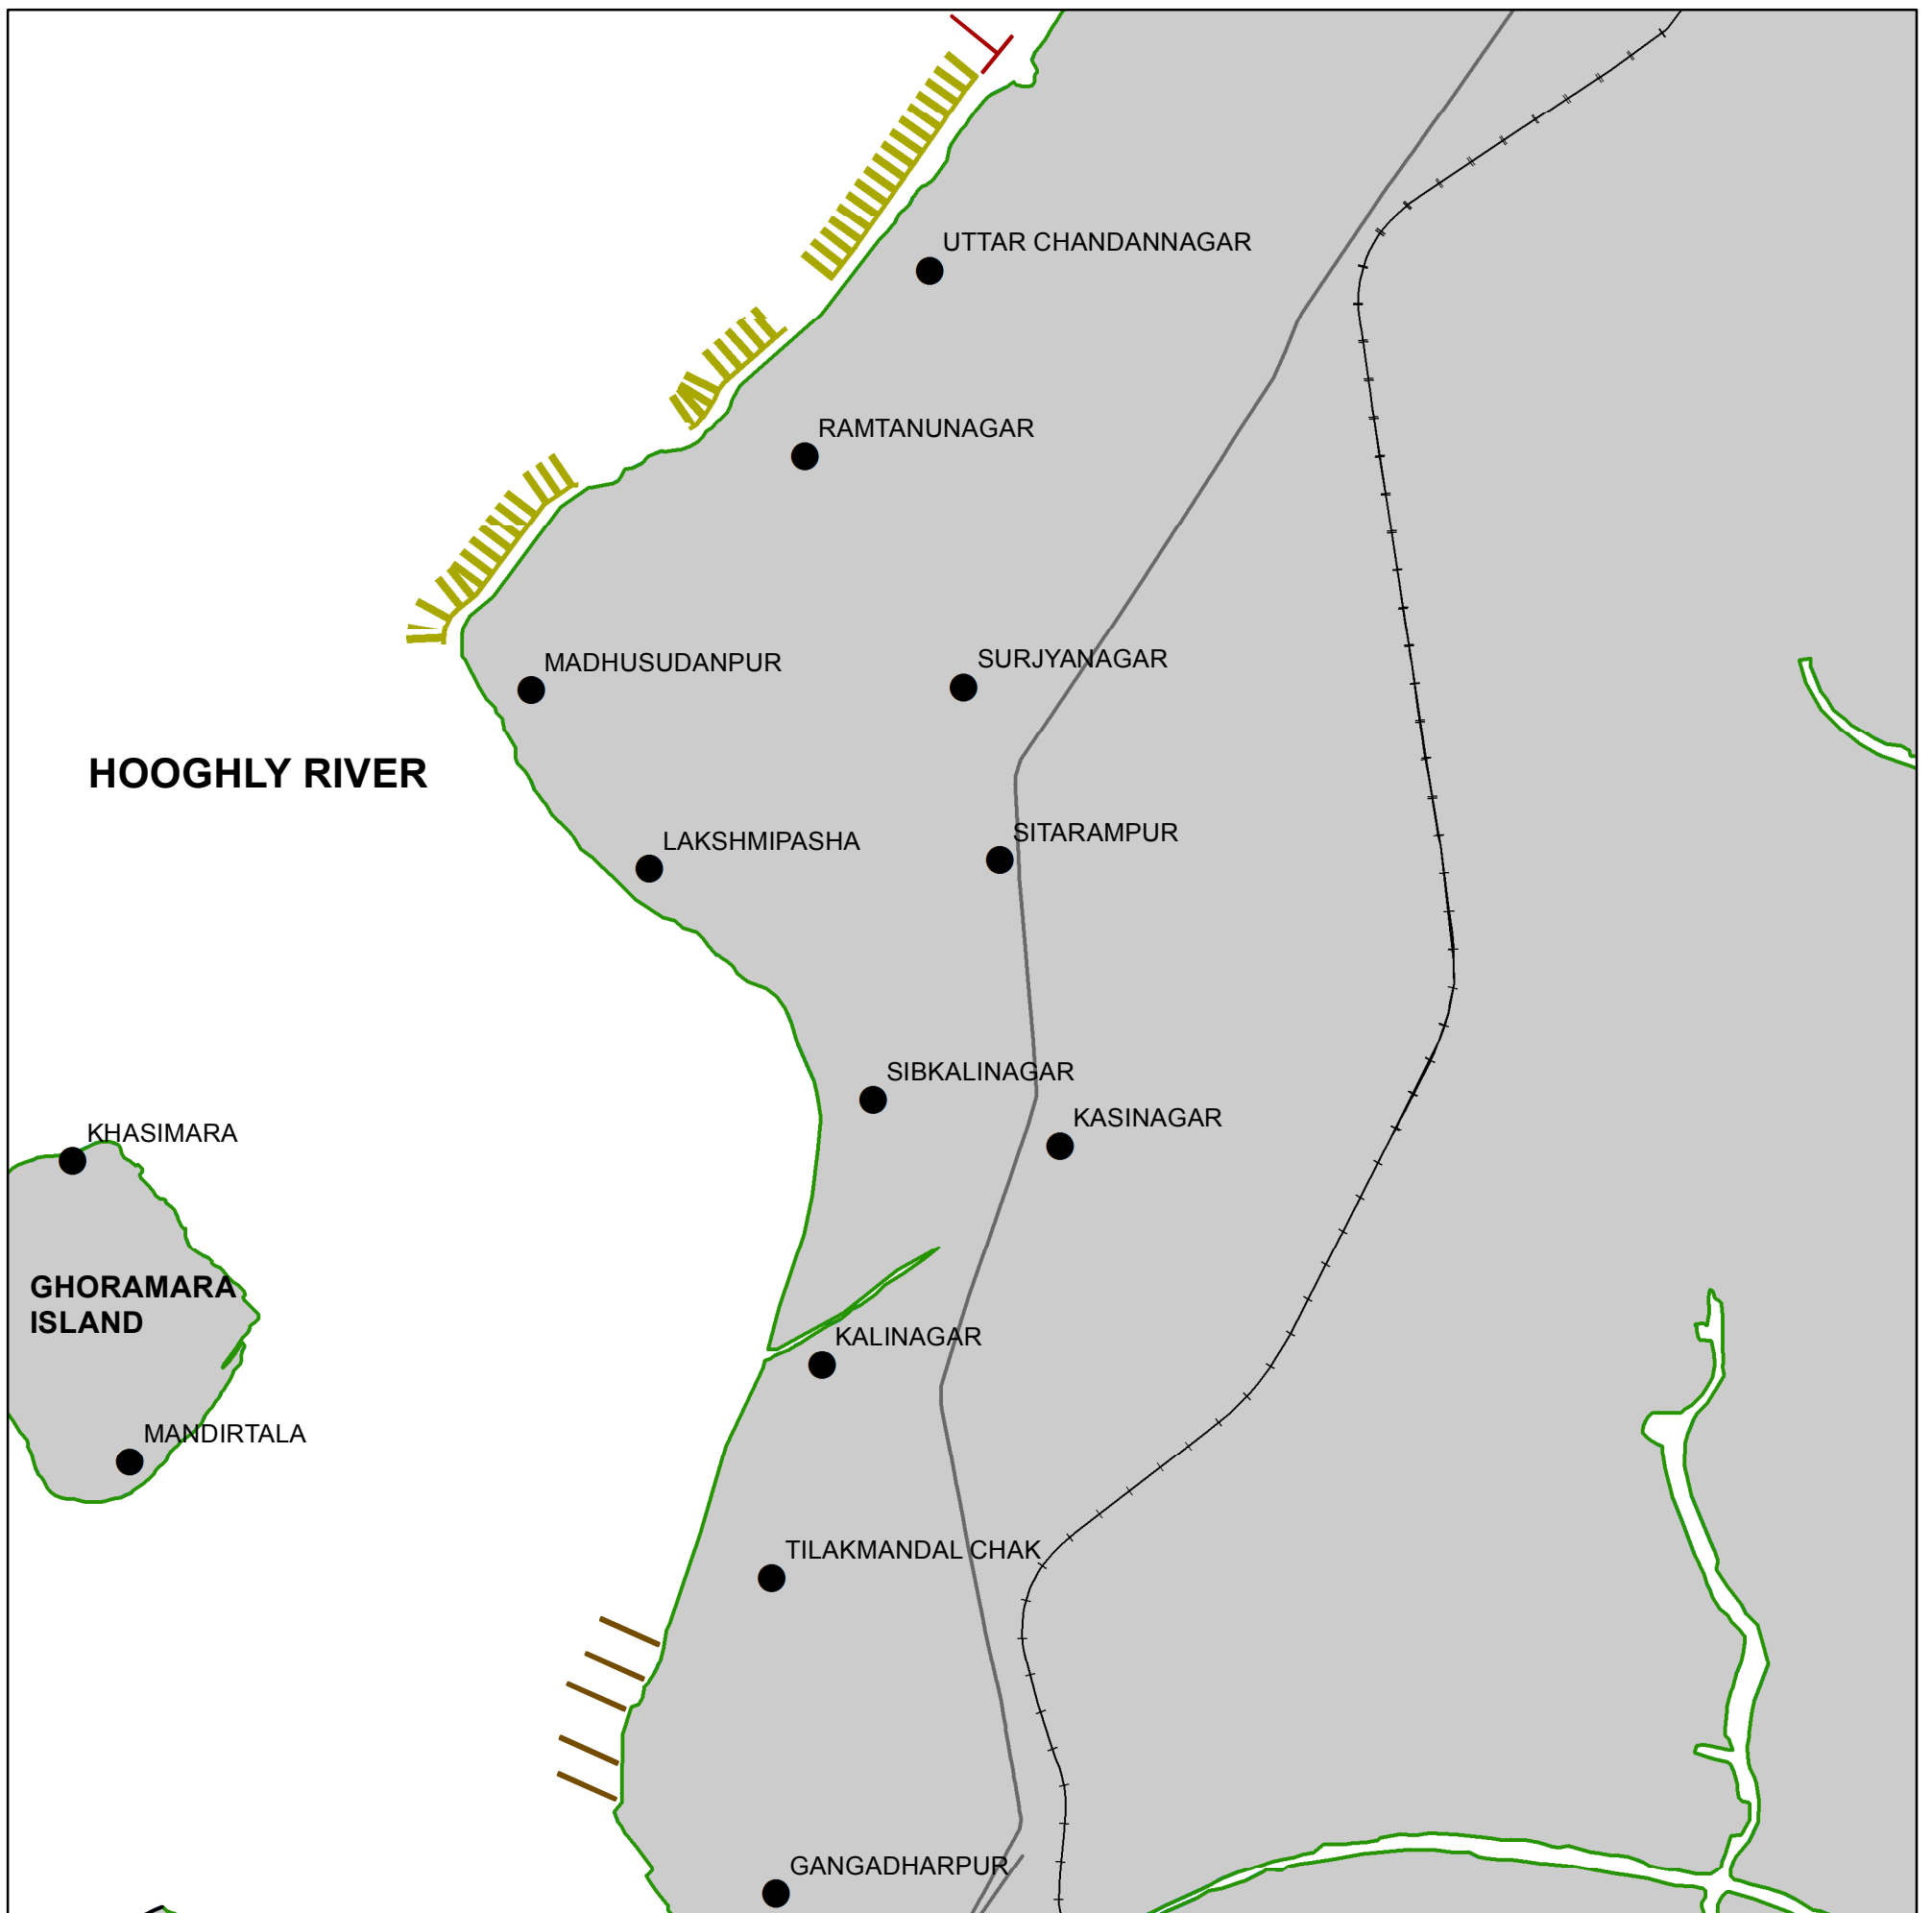 UTTAR CHANDANNAGAR
RAMTANUNAGAR
MADHUSUDANPUR
SURJYANAGAR
HOOGHLY RIVER
LAKSHMIPASHA
SITARAMPUR
SIBKALINAGAR
KASINAGAR
KHASIMARA
GHORAMARA
ISLAND
KALINAGAR
MANDIRTALA
TILAKMANDAL CHAK
GANGADHARPUR